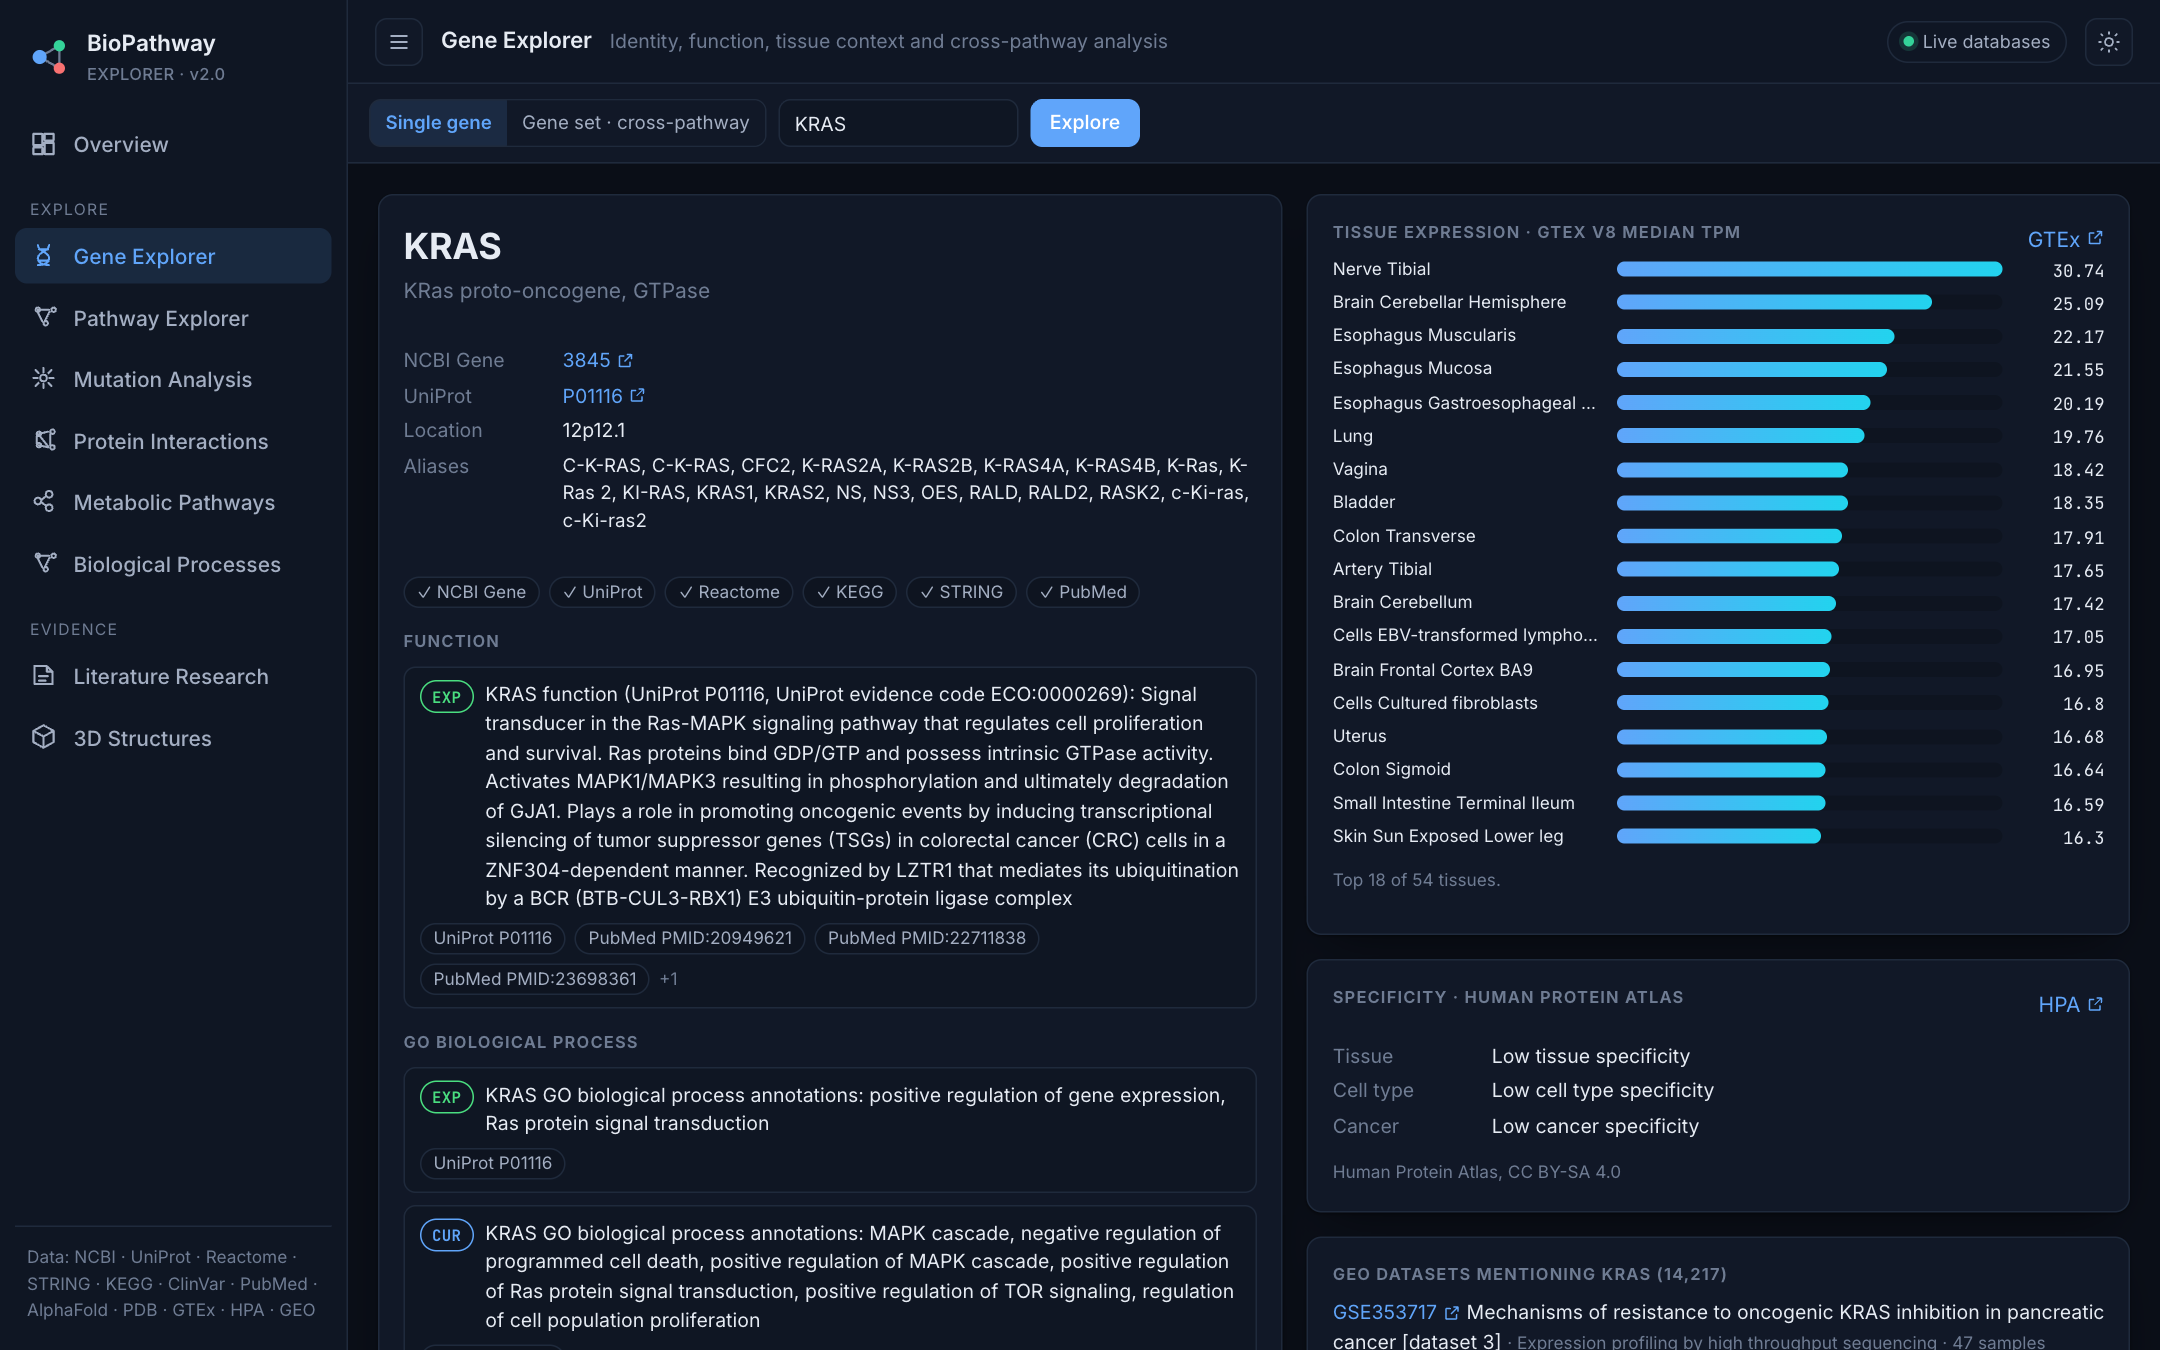 BioPathway
EXPLORER · v2.0
Overview
EXPLORE
Gene Explorer
Pathway Explorer
Mutation Analysis
Protein Interactions
Metabolic Pathways
Biological Processes
EVIDENCE
Literature Research
3D Structures
Data: NCBI · UniProt · Reactome ·
STRING · KEGG · ClinVar · PubMed ·
AlphaFold · PDB · GTEx · HPA · GEO
Gene Explorer Identity, function, tissue context and cross-pathway analysis
Live databases
Single gene Gene set · cross-pathway KRAS Explore
KRAS
KRas proto-oncogene, GTPase
NCBI Gene 3845
UniProt P01116
Location 12p12.1
Aliases C-K-RAS, C-K-RAS, CFC2, K-RAS2A, K-RAS2B, K-RAS4A, K-RAS4B, K-Ras, K-
Ras 2, KI-RAS, KRAS1, KRAS2, NS, NS3, OES, RALD, RALD2, RASK2, c-Ki-ras,
c-Ki-ras2
✓ NCBI Gene ✓ UniProt ✓ Reactome ✓ KEGG ✓ STRING ✓ PubMed
FUNCTION
EXP KRAS function (UniProt P01116, UniProt evidence code ECO:0000269): Signal
transducer in the Ras-MAPK signaling pathway that regulates cell proliferation
and survival. Ras proteins bind GDP/GTP and possess intrinsic GTPase activity.
Activates MAPK1/MAPK3 resulting in phosphorylation and ultimately degradation
of GJA1. Plays a role in promoting oncogenic events by inducing transcriptional
silencing of tumor suppressor genes (TSGs) in colorectal cancer (CRC) cells in a
ZNF304-dependent manner. Recognized by LZTR1 that mediates its ubiquitination
by a BCR (BTB-CUL3-RBX1) E3 ubiquitin-protein ligase complex
UniProt P01116 PubMed PMID:20949621 PubMed PMID:22711838
PubMed PMID:23698361 +1
GO BIOLOGICAL PROCESS
EXP KRAS GO biological process annotations: positive regulation of gene expression,
Ras protein signal transduction
UniProt P01116
CUR KRAS GO biological process annotations: MAPK cascade, negative regulation of
programmed cell death, positive regulation of MAPK cascade, positive regulation
of Ras protein signal transduction, positive regulation of TOR signaling, regulation
of cell population proliferation
TISSUE EXPRESSION · GTEX V8 MEDIAN TPM
GTEx
Nerve Tibial 30.74
Brain Cerebellar Hemisphere 25.09
Esophagus Muscularis 22.17
Esophagus Mucosa 21.55
Esophagus Gastroesophageal ... 20.19
Lung 19.76
Vagina 18.42
Bladder 18.35
Colon Transverse 17.91
Artery Tibial 17.65
Brain Cerebellum 17.42
Cells EBV-transformed lympho... 17.05
Brain Frontal Cortex BA9 16.95
Cells Cultured fibroblasts 16.8
Uterus 16.68
Colon Sigmoid 16.64
Small Intestine Terminal Ileum 16.59
Skin Sun Exposed Lower leg 16.3
Top 18 of 54 tissues.
SPECIFICITY · HUMAN PROTEIN ATLAS
HPA
Tissue Low tissue specificity
Cell type Low cell type specificity
Cancer Low cancer specificity
Human Protein Atlas, CC BY-SA 4.0
GEO DATASETS MENTIONING KRAS (14,217)
GSE353717 Mechanisms of resistance to oncogenic KRAS inhibition in pancreatic
cancer [dataset 3] · Expression profiling by high throughput sequencing · 47 samples